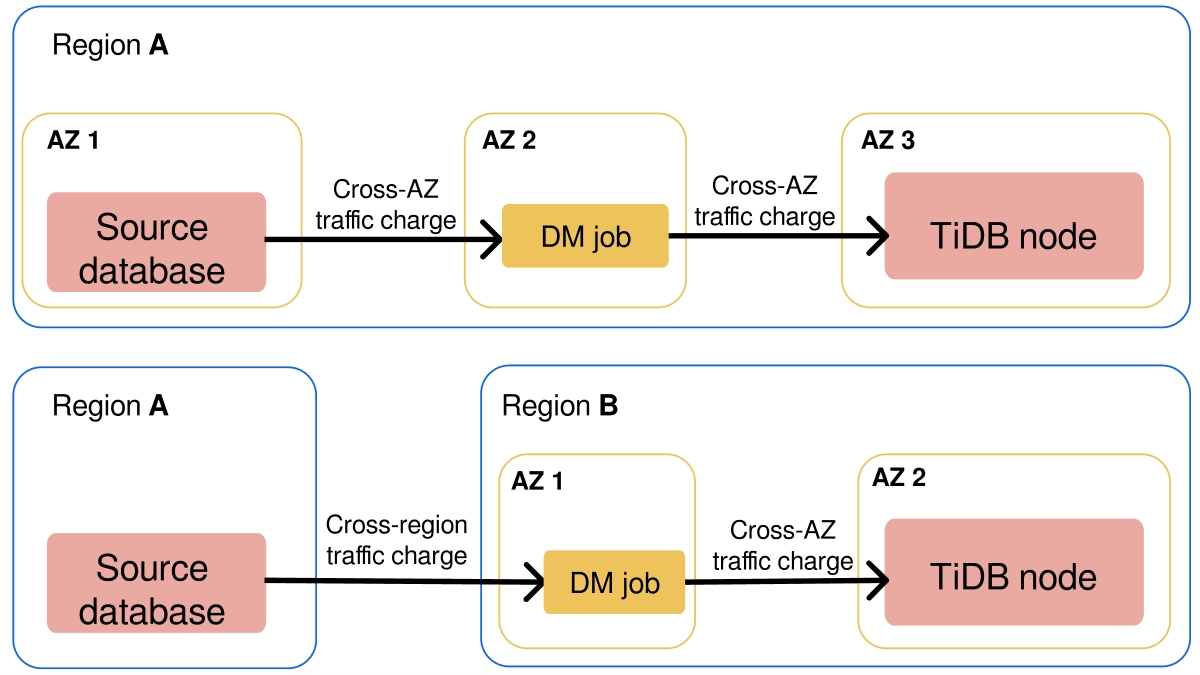 Region A
AZ 1
AZ 2
AZ 3
Source
database
Cross-AZ
traffic charge
DM job
Cross-AZ
traffic charge
TiDB node
Region A
Region B
AZ 1
AZ 2
Source
database
Cross-region
traffic charge
DM job
Cross-AZ
traffic charge
TiDB node